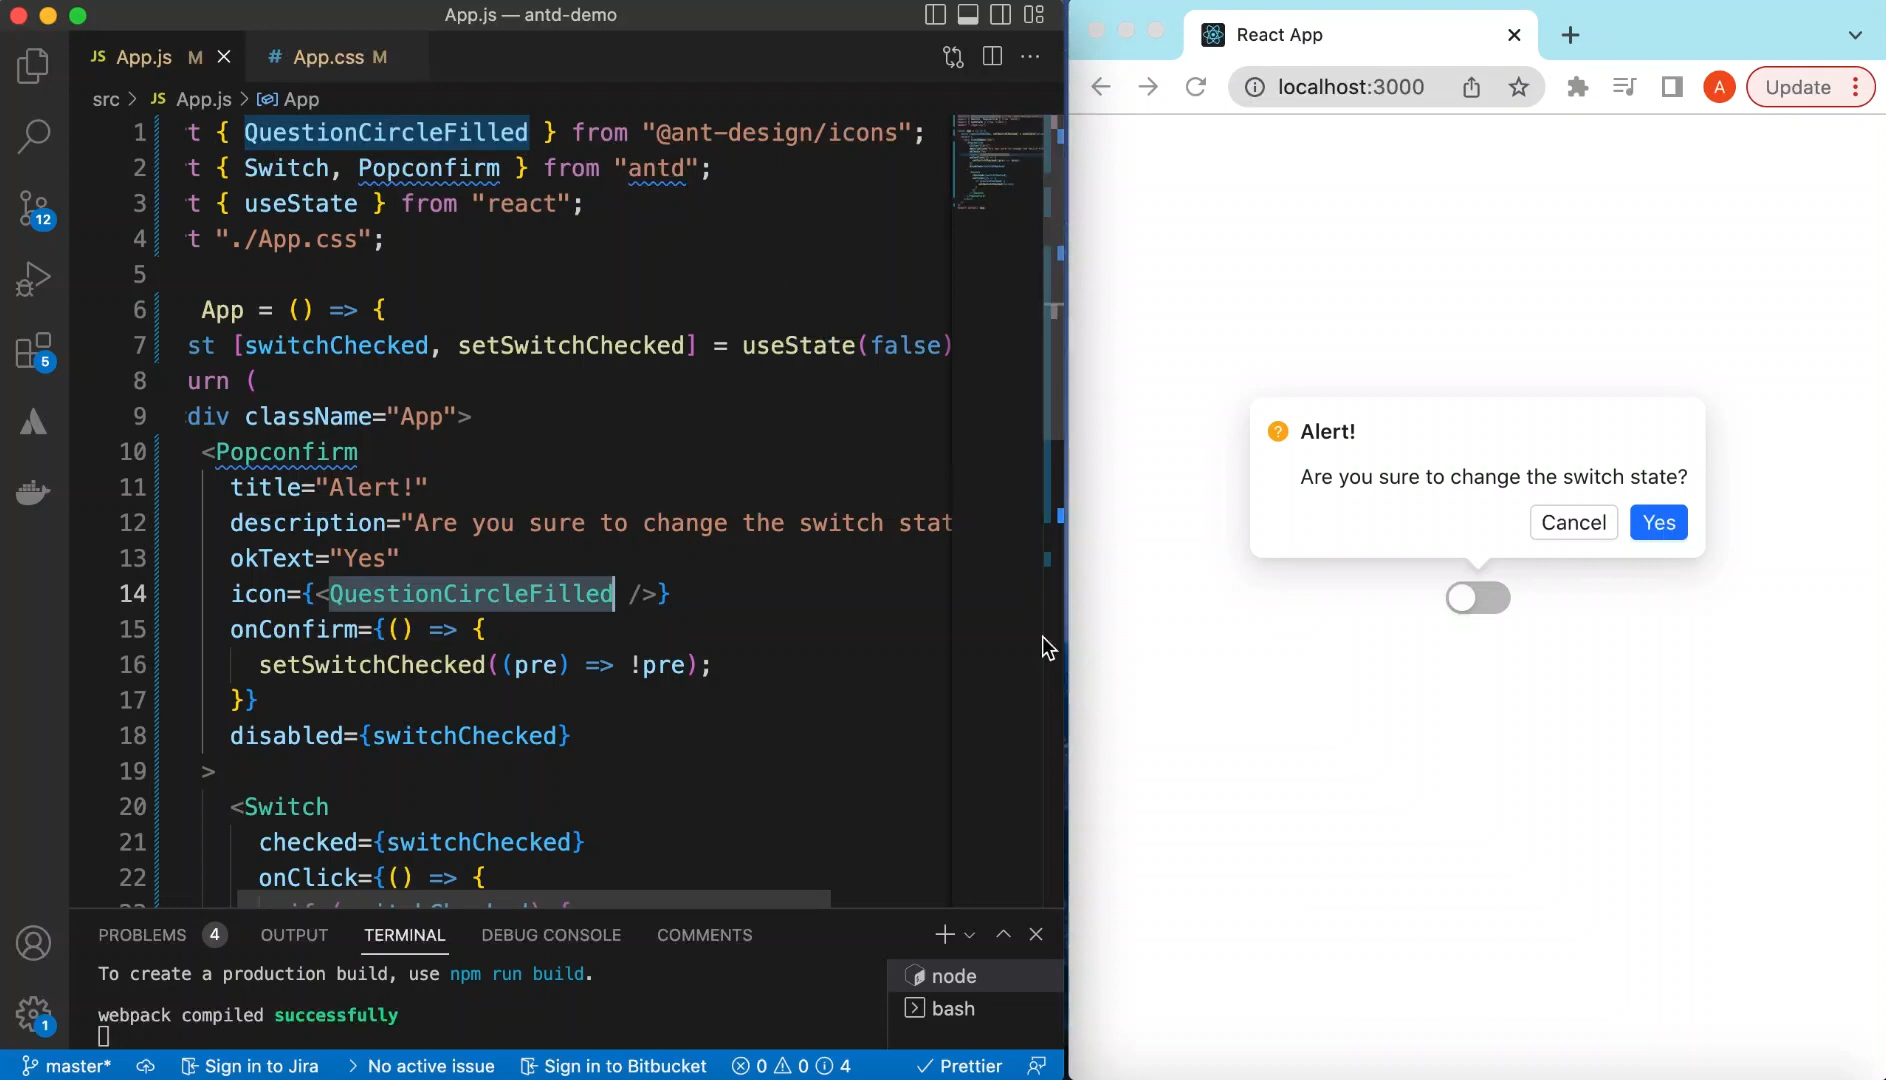 App.js — antd-demo
JS App.js M
# App.css M
src > JS App.js > App
1 t { QuestionCircleFilled } from "@ant-design/icons";
2 t { Switch, Popconfirm } from "antd";
3 t { useState } from "react";
4 t "./App.css";
5
6 App = () => {
7 st [switchChecked, setSwitchChecked] = useState(false)
8 urn (
9 div className="App">
10 <Popconfirm
11 title="Alert!"
12 description="Are you sure to change the switch stat
13 okText="Yes"
14 icon={<QuestionCircleFilled />}
15 onConfirm={() => {
16 setSwitchChecked((pre) => !pre);
17 }}
18 disabled={switchChecked}
19 >
20 <Switch
21 checked={switchChecked}
22 onClick={() => {
12
5
1
PROBLEMS 4 OUTPUT TERMINAL DEBUG CONSOLE COMMENTS
To create a production build, use npm run build.
webpack compiled successfully
node
bash
master* Sign in to Jira > No active issue Sign in to Bitbucket 0 0 4 Prettier
React App
localhost:3000
A
Update
? Alert!
Are you sure to change the switch state?
Cancel Yes